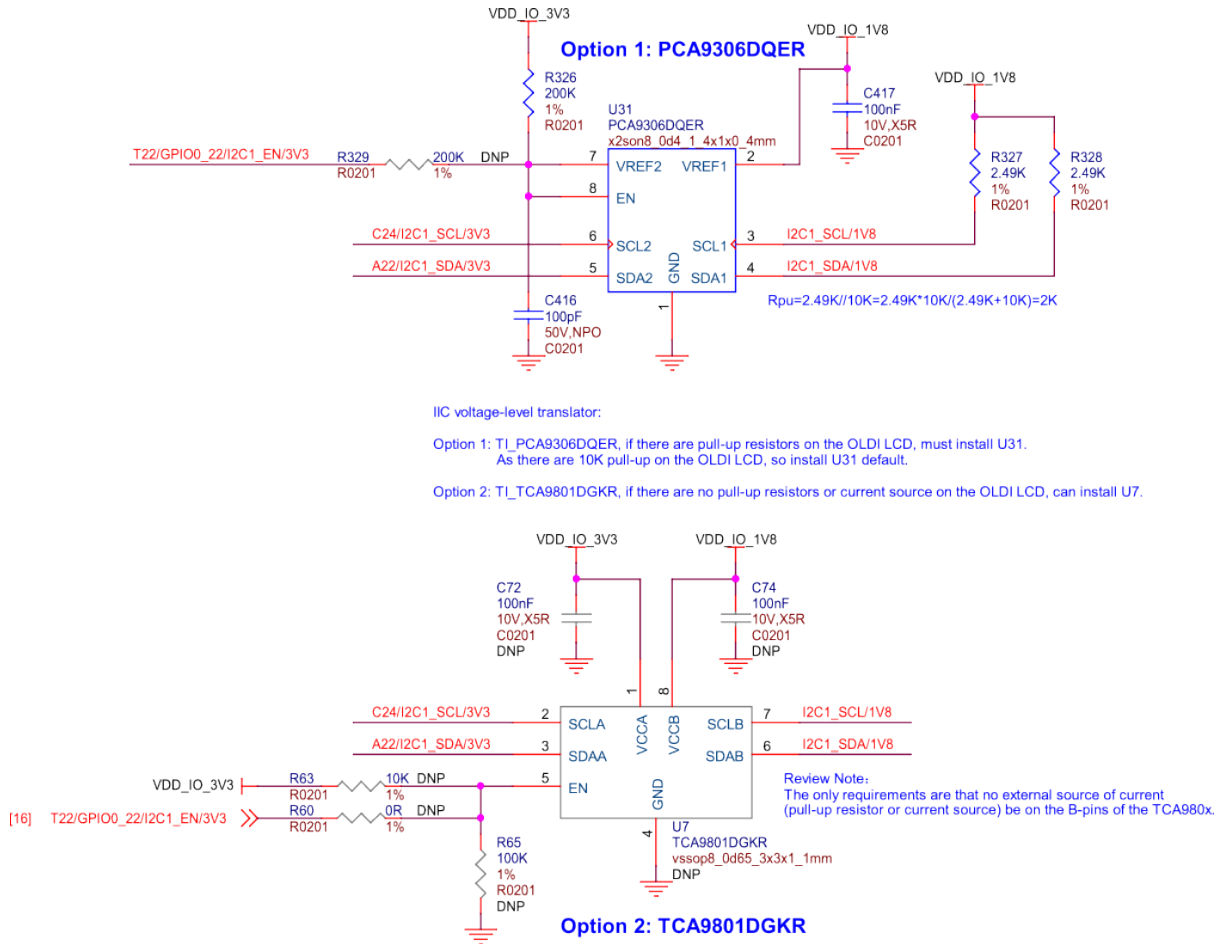 VDD_IO_3V3
Option 1: PCA9306DQER
VDD_IO_1V8
VDD_IO_1V8
R326
200K
1%
R0201
U31
PCA9306DQER
x2son8_0d4_1_4x1x0_4mm
C417
100nF
10V,X5R
C0201
R327
2.49K
1%
R0201
R328
2.49K
1%
R0201
T22/GPIO0_22/I2C1_EN/3V3
R329
R0201
200K
1%
DNP
7
VREF2
VREF1
2
8
EN
C24/I2C1_SCL/3V3
6
SCL2
SCL1
3
I2C1_SCL/1V8
A22/I2C1_SDA/3V3
5
SDA2
GND
SDA1
4
I2C1_SDA/1V8
1
Rpu=2.49K//10K=2.49K*10K/(2.49K+10K)=2K
C416
100pF
50V,NPO
C0201
IIC voltage-level translator:
Option 1: TI_PCA9306DQER, if there are pull-up resistors on the OLDI LCD, must install U31.
As there are 10K pull-up on the OLDI LCD, so install U31 default.
Option 2: TI_TCA9801DGKR, if there are no pull-up resistors or current source on the OLDI LCD, can install U7.
VDD_IO_3V3
VDD_IO_1V8
C72
100nF
10V,X5R
C0201
DNP
C74
100nF
10V,X5R
C0201
DNP
1
8
C24/I2C1_SCL/3V3
2
SCLA
VCCA
VCCB
SCLB
7
I2C1_SCL/1V8
A22/I2C1_SDA/3V3
3
SDAA
SDAB
6
I2C1_SDA/1V8
VDD_IO_3V3
R63
R0201
10K
1%
DNP
5
EN
GND
[16]
T22/GPIO0_22/I2C1_EN/3V3
R60
R0201
0R
1%
DNP
Review Note:
The only requirements are that no external source of current
(pull-up resistor or current source) be on the B-pins of the TCA980x.
4
U7
TCA9801DGKR
vssop8_0d65_3x3x1_1mm
DNP
R65
100K
1%
R0201
DNP
Option 2: TCA9801DGKR